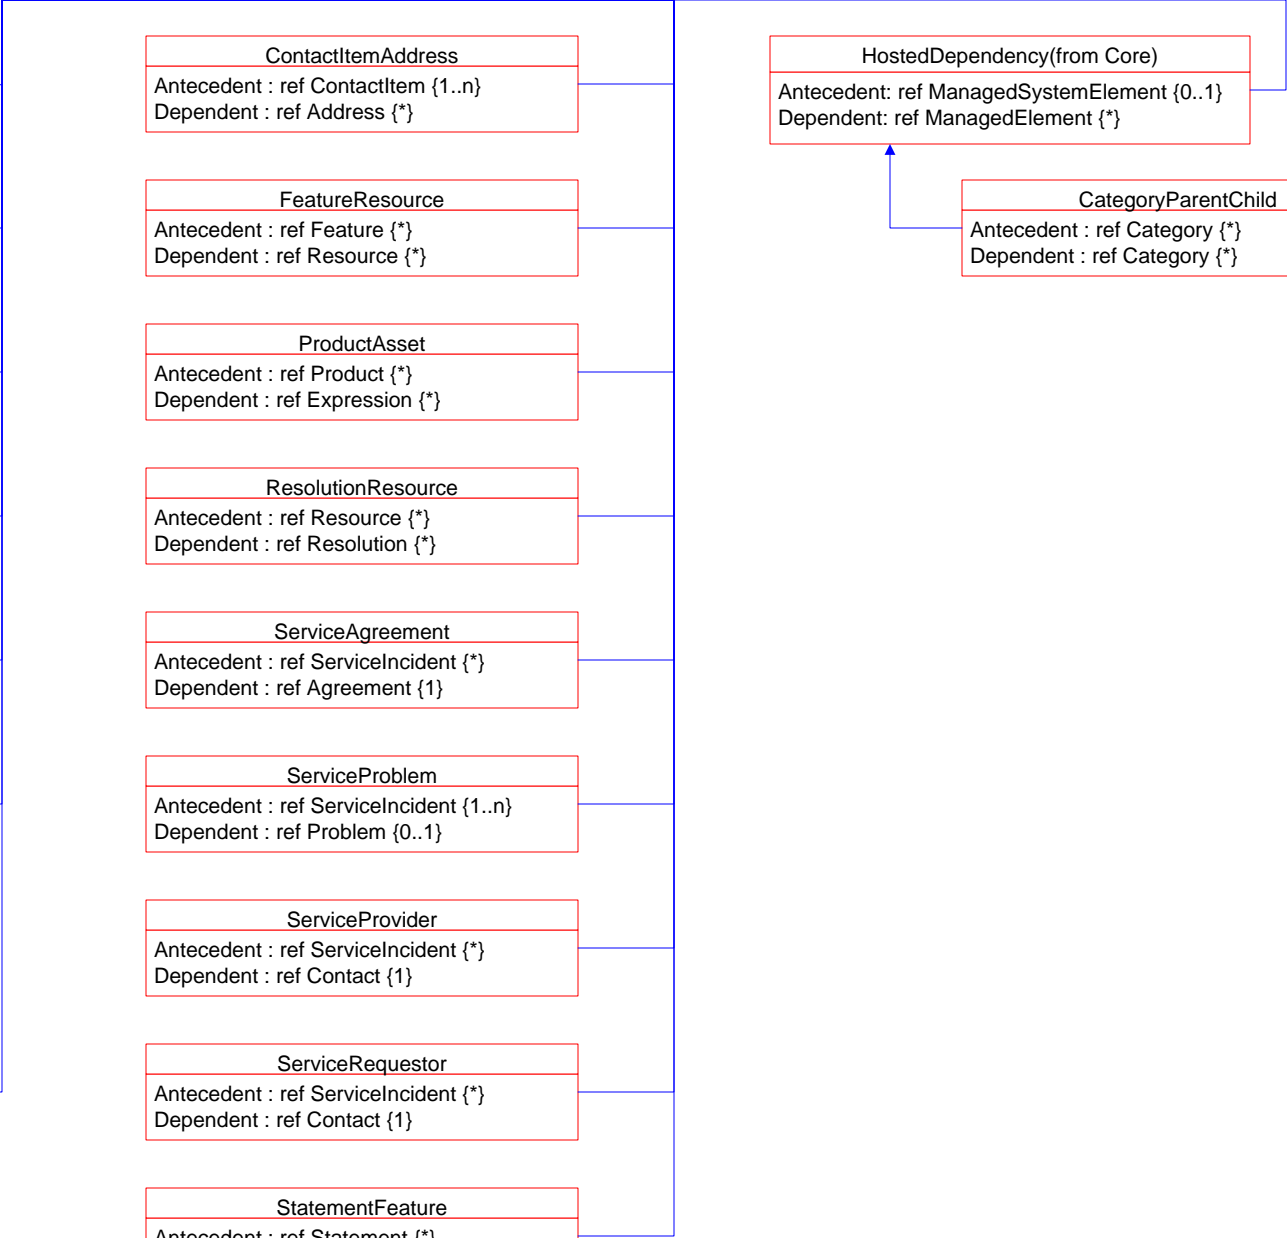 ContactItemAddress
Antecedent : ref ContactItem {1..n}
Dependent : ref Address {*}
HostedDependency(from Core)
Antecedent: ref ManagedSystemElement {0..1}
Dependent: ref ManagedElement {*}
FeatureResource
Antecedent : ref Feature {*}
Dependent : ref Resource {*}
CategoryParentChild
Antecedent : ref Category {*}
Dependent : ref Category {*}
ProductAsset
Antecedent : ref Product {*}
Dependent : ref Expression {*}
ResolutionResource
Antecedent : ref Resource {*}
Dependent : ref Resolution {*}
ServiceAgreement
Antecedent : ref ServiceIncident {*}
Dependent : ref Agreement {1}
ServiceProblem
Antecedent : ref ServiceIncident {1..n}
Dependent : ref Problem {0..1}
ServiceProvider
Antecedent : ref ServiceIncident {*}
Dependent : ref Contact {1}
ServiceRequestor
Antecedent : ref ServiceIncident {*}
Dependent : ref Contact {1}
StatementFeature
Antecedent : ref Statement {*}